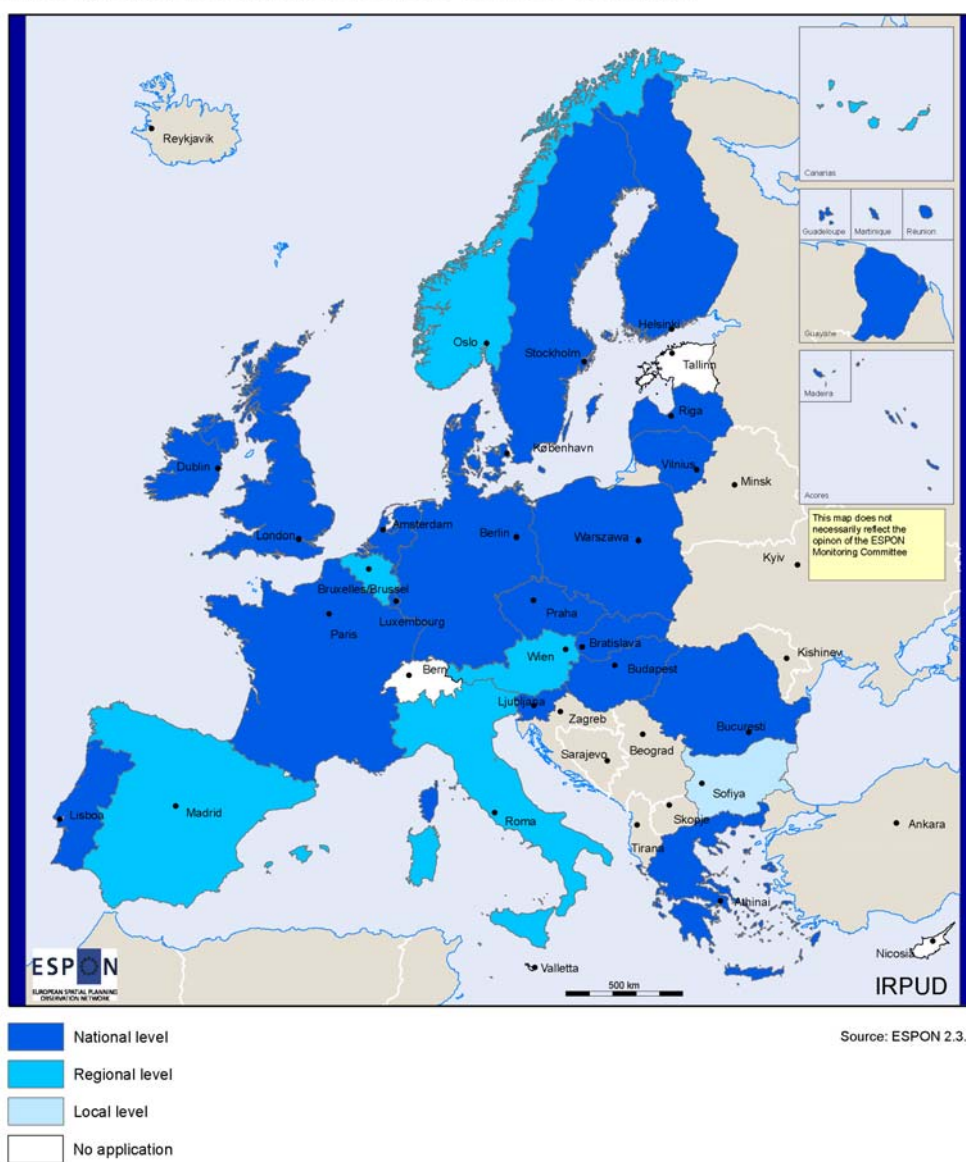 Reykjavik
Canarias
Guadeloupe
Martinique
Réunion
Guayane
Helsinki
Oslo
Stockholm
Tallinn
Madeira
Riga
København
Dublin
Vilnius
Minsk
Acores
This map does not
necessarily reflect the
opinon of the ESPON
Monitoring Committee
London
Amsterdam
Berlin
Warszawa
Kyiv
Bruxelles/Brussel
Luxembourg
Praha
Paris
Wien
Bratislava
Kishinev
Bern
Budapest
Ljubljana
Zagreb
Bucuresti
Sarajevo
Beograd
Sofiya
Lisboa
Madrid
Roma
Skopje
Tirana
Ankara
Athinai
Nicosia
Valletta
ESPON
EUROPEAN SPATIAL PLANNING
OBSERVATION NETWORK
500 km
IRPUD
National level
Source: ESPON 2.3.
Regional level
Local level
No application